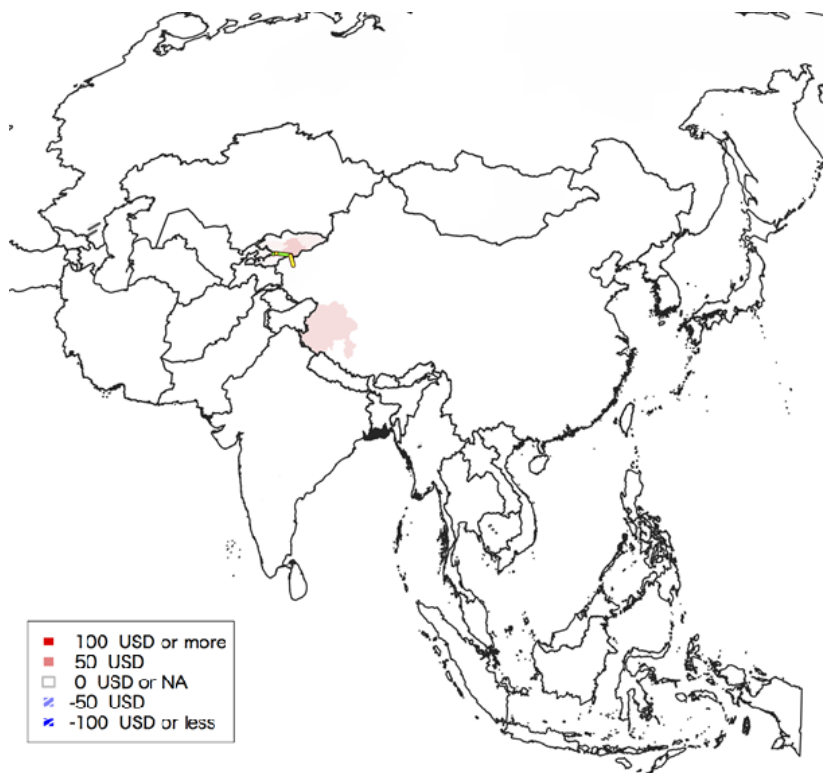 100 USD or more
50 USD
0 USD or NA
-50 USD
-100 USD or less